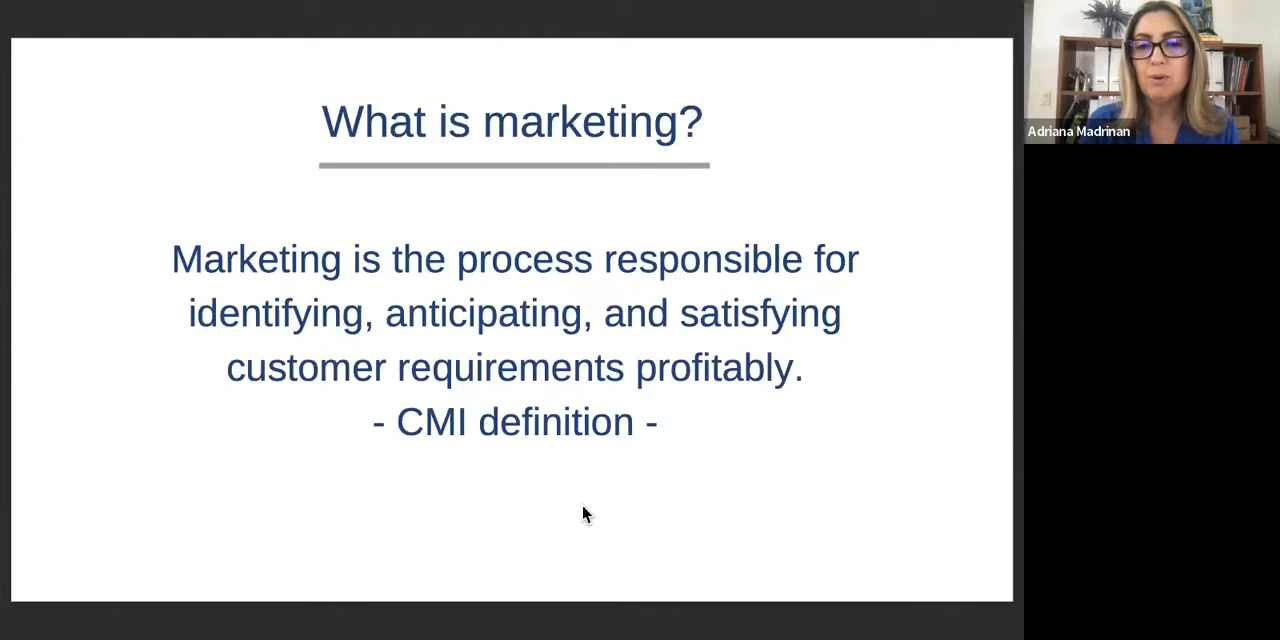 What is marketing?
Marketing is the process responsible for
identifying, anticipating, and satisfying
customer requirements profitably.
- CMI definition -
Adriana Madrinan